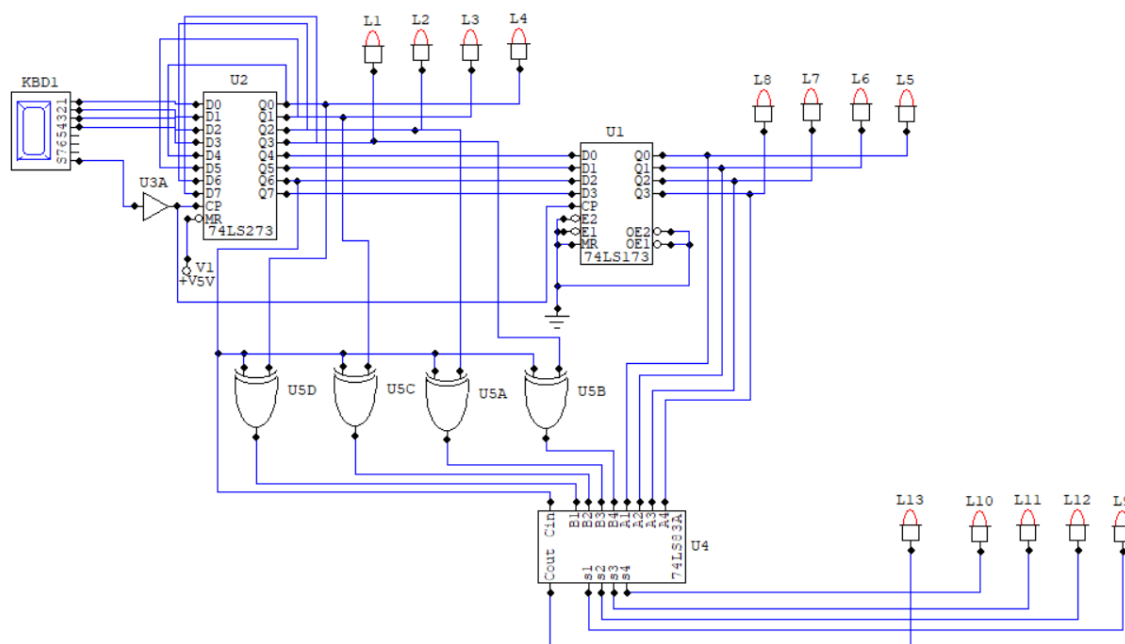 L1 L2 L3 L4
KBD1
S7654321
U2
D0 Q0
D1 Q1
D2 Q2
D3 Q3
D4 Q4
D5 Q5
D6 Q6
D7 Q7
CP
MR
74LS273
U3A
V1
+V5V
L8 L7 L6 L5
U1
D0 Q0
D1 Q1
D2 Q2
D3 Q3
CP
E2
E1 OE2
MR OE1
74LS173
U5D U5C U5A U5B
Cin B1 B2 B3 B4 A1 A2 A3 A4
Cout s1 s2 s3 s4
74LS83A
U4
L13 L10 L11 L12 L9